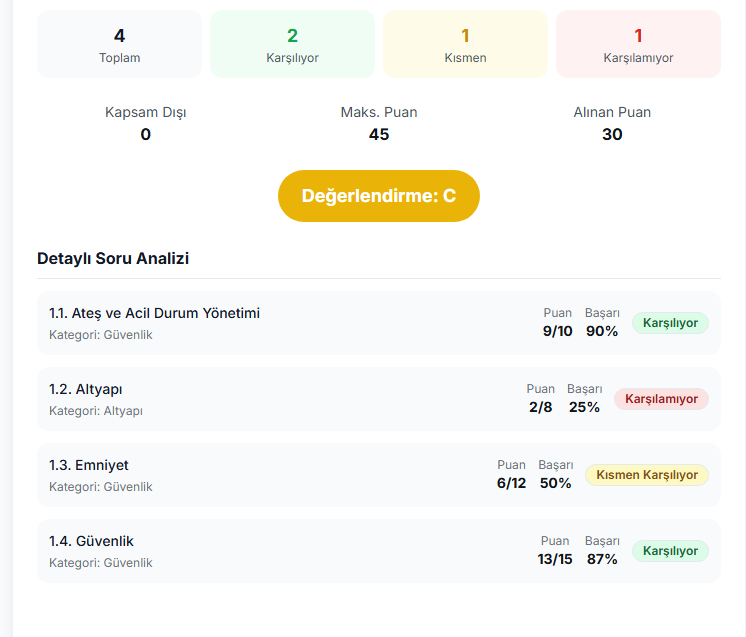 4
Toplam
2
Karşılıyor
1
Kısmen
1
Karşılamıyor
Kapsam Dışı
0
Maks. Puan
45
Alınan Puan
30
Değerlendirme: C
Detaylı Soru Analizi
1.1. Ateş ve Acil Durum Yönetimi
Kategori: Güvenlik
Puan
9/10
Başarı
90%
Karşılıyor
1.2. Altyapı
Kategori: Altyapı
Puan
2/8
Başarı
25%
Karşılamıyor
1.3. Emniyet
Kategori: Güvenlik
Puan
6/12
Başarı
50%
Kısmen Karşılıyor
1.4. Güvenlik
Kategori: Güvenlik
Puan
13/15
Başarı
87%
Karşılıyor